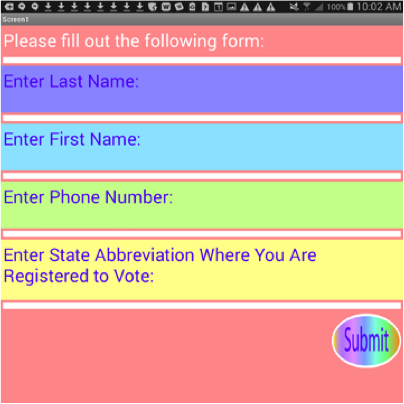 100% 10:02 AM
Screen1
Please fill out the following form:
Enter Last Name:
Enter First Name:
Enter Phone Number:
Enter State Abbreviation Where You Are
Registered to Vote:
Submit